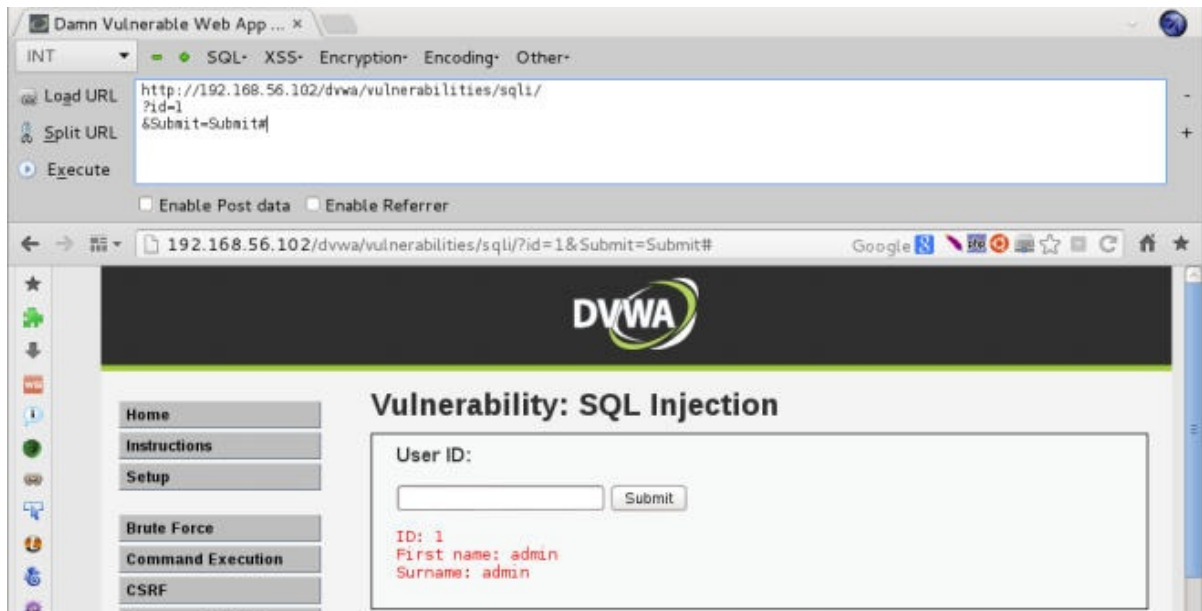 Damn Vulnerable Web App ... ×
INT
SQL- XSS- Encryption- Encoding- Other-
Load URL
http://192.168.56.102/dvwa/vulnerabilities/sqli/
?id=1
Split URL
&Submit=Submit#
Execute
Enable Post data Enable Referrer
192.168.56.102/dvwa/vulnerabilities/sqli/?id=1&Submit=Submit#
Google
DVWA
Home
Instructions
Setup
Brute Force
Command Execution
CSRF
Vulnerability: SQL Injection
User ID:
Submit
ID: 1
First name: admin
Surname: admin